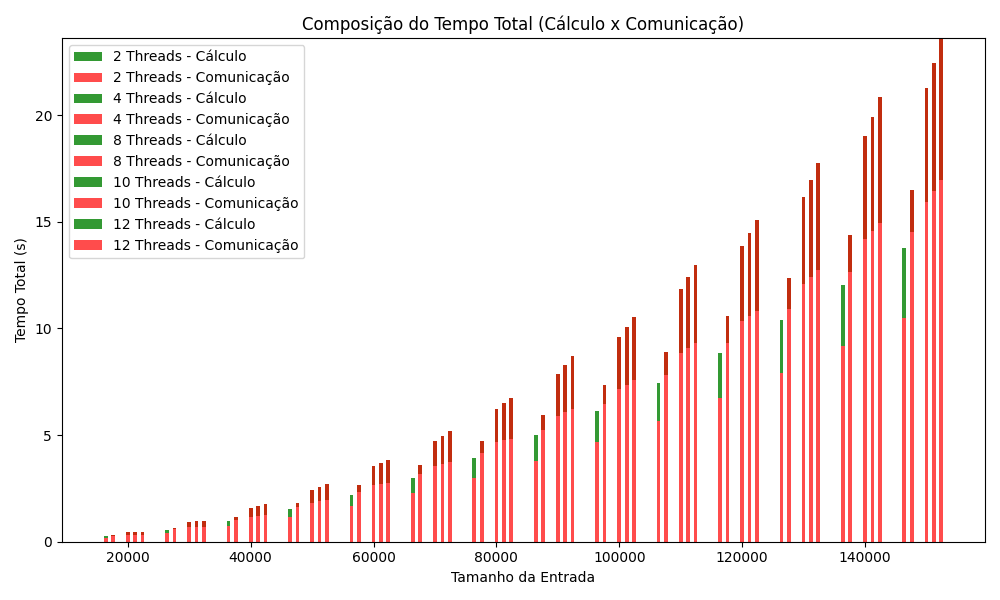 Composição do Tempo Total (Cálculo x Comunicação)
2 Threads - Cálculo
2 Threads - Comunicação
4 Threads - Cálculo
4 Threads - Comunicação
8 Threads - Cálculo
8 Threads - Comunicação
10 Threads - Cálculo
10 Threads - Comunicação
12 Threads - Cálculo
12 Threads - Comunicação
Tempo Total (s)
20
15
10
5
0
20000 40000 60000 80000 100000 120000 140000
Tamanho da Entrada